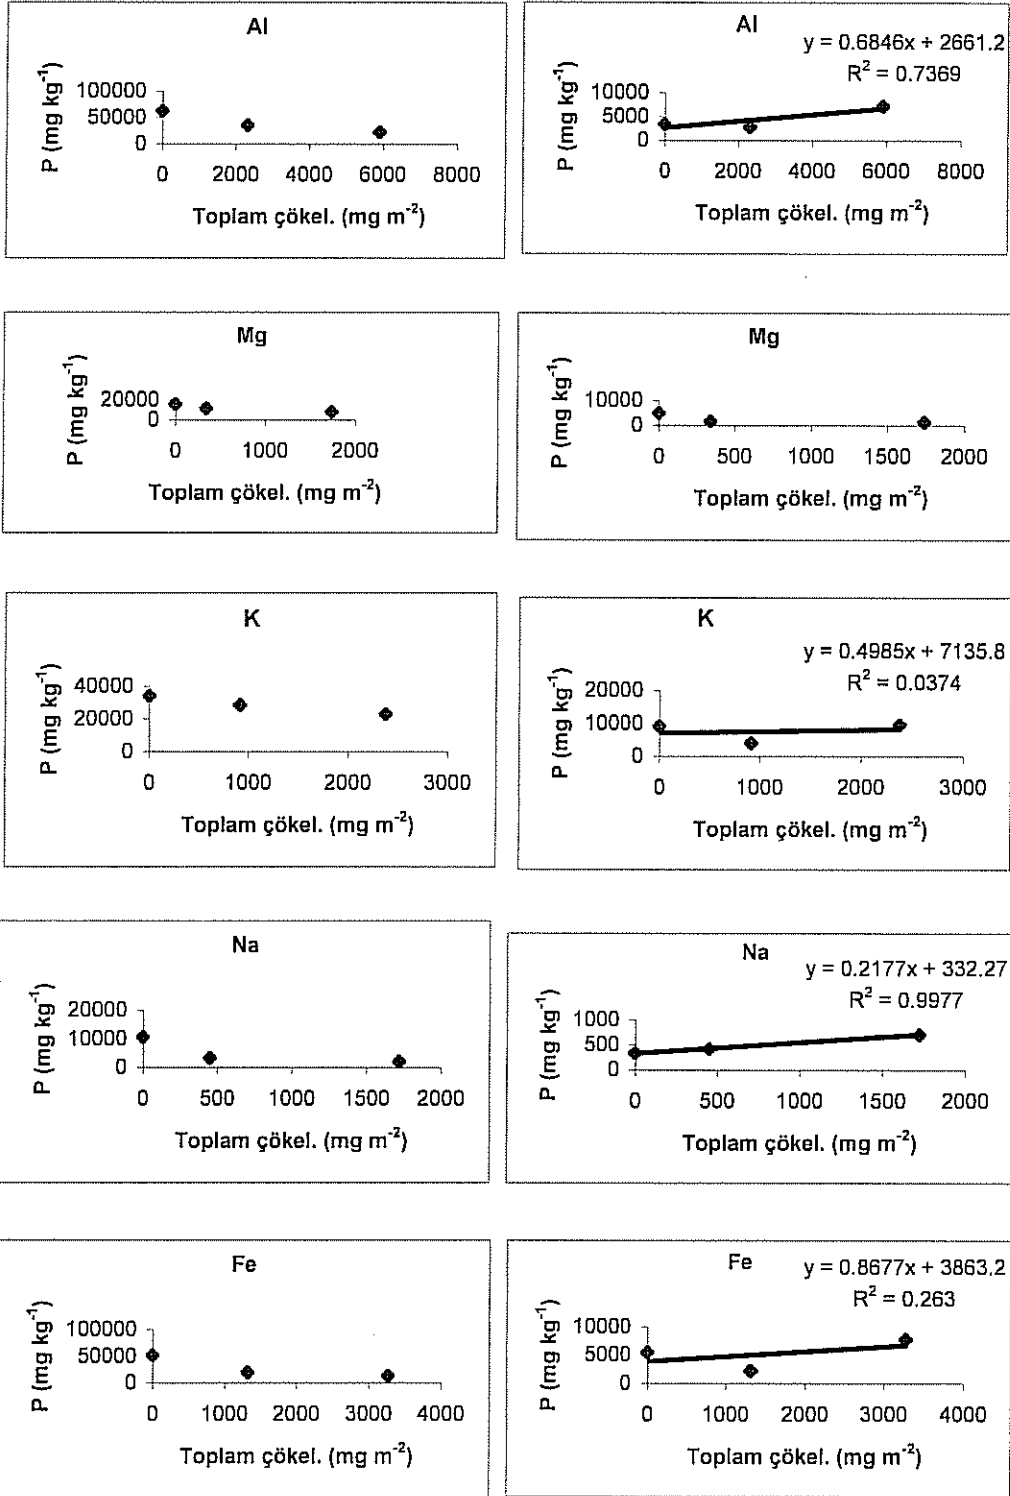 Al
P (mg kg⁻¹)
100000
50000
0
0 2000 4000 6000 8000
Toplam çökel. (mg m⁻²)
Al
y = 0.6846x + 2661.2
R² = 0.7369
P (mg kg⁻¹)
10000
5000
0
0 2000 4000 6000 8000
Toplam çökel. (mg m⁻²)
Mg
P (mg kg⁻¹)
20000
0
0 1000 2000
Toplam çökel. (mg m⁻²)
Mg
P (mg kg⁻¹)
10000
0
0 500 1000 1500 2000
Toplam çökel. (mg m⁻²)
K
P (mg kg⁻¹)
40000
20000
0
0 1000 2000 3000
Toplam çökel. (mg m⁻²)
K
y = 0.4985x + 7135.8
R² = 0.0374
P (mg kg⁻¹)
20000
10000
0
0 1000 2000 3000
Toplam çökel. (mg m⁻²)
Na
P (mg kg⁻¹)
20000
10000
0
0 500 1000 1500 2000
Toplam çökel. (mg m⁻²)
Na
y = 0.2177x + 332.27
R² = 0.9977
P (mg kg⁻¹)
1000
500
0
0 500 1000 1500 2000
Toplam çökel. (mg m⁻²)
Fe
P (mg kg⁻¹)
100000
50000
0
0 1000 2000 3000 4000
Toplam çökel. (mg m⁻²)
Fe
y = 0.8677x + 3863.2
R² = 0.263
P (mg kg⁻¹)
10000
5000
0
0 1000 2000 3000 4000
Toplam çökel. (mg m⁻²)